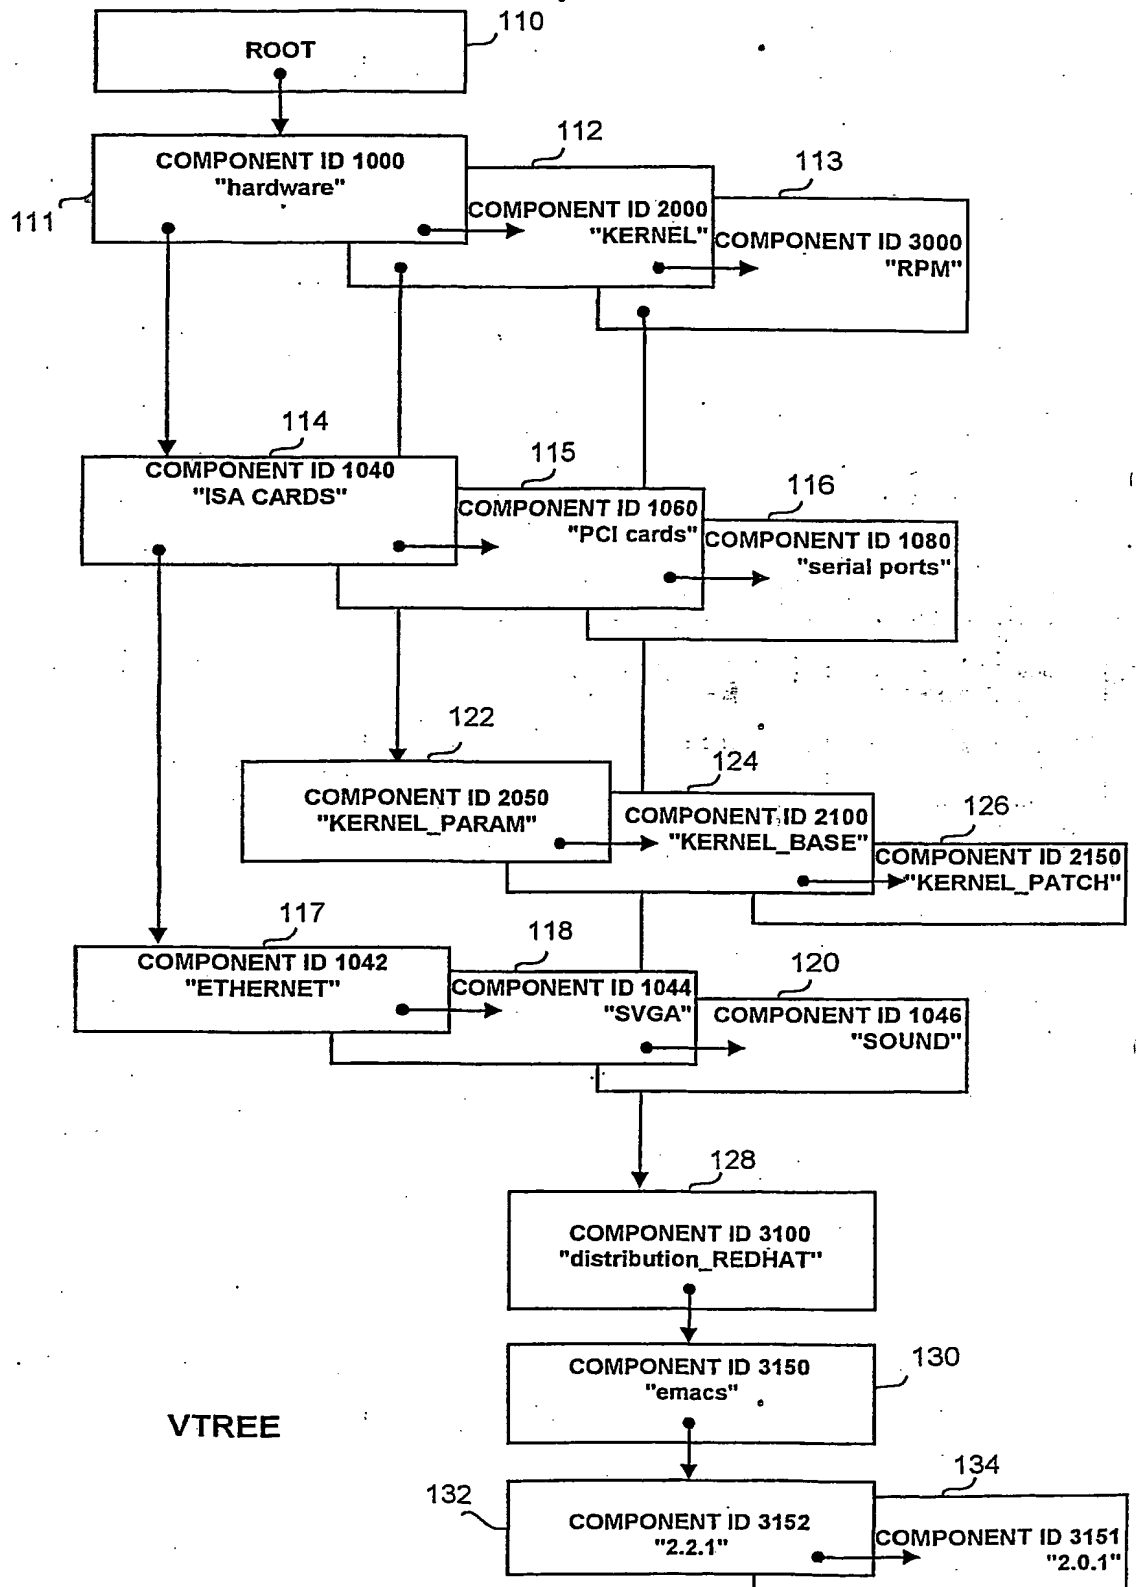 110
ROOT
112
COMPONENT ID 1000
"hardware"
113
111
COMPONENT ID 2000
"KERNEL"
COMPONENT ID 3000
"RPM"
114
COMPONENT ID 1040
"ISA CARDS"
115
COMPONENT ID 1060
"PCI cards"
116
COMPONENT ID 1080
"serial ports"
122
COMPONENT ID 2050
"KERNEL_PARAM"
124
COMPONENT ID 2100
"KERNEL_BASE"
126
COMPONENT ID 2150
"KERNEL_PATCH"
117
COMPONENT ID 1042
"ETHERNET"
118
COMPONENT ID 1044
"SVGA"
120
COMPONENT ID 1046
"SOUND"
128
COMPONENT ID 3100
"distribution_REDHAT"
130
COMPONENT ID 3150
"emacs"
VTREE
132
COMPONENT ID 3152
"2.2.1"
134
COMPONENT ID 3151
"2.0.1"